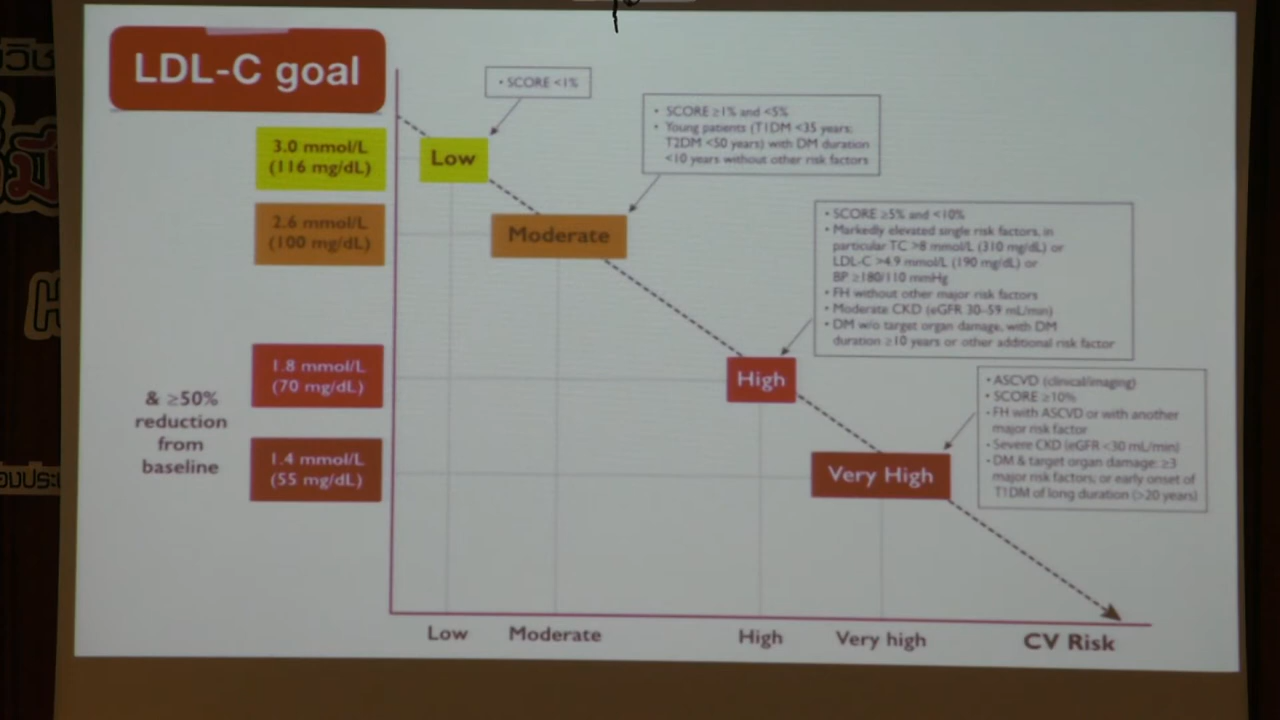 LDL-C goal
3.0 mmol/L
(116 mg/dL)
2.6 mmol/L
(100 mg/dL)
1.8 mmol/L
(70 mg/dL)
1.4 mmol/L
(55 mg/dL)
& ≥50%
reduction
from
baseline
Low
• SCORE <1%
Moderate
• SCORE ≥1% and <5%
• Young patients (T1DM <35 years;
T2DM <50 years) with DM duration
<10 years without other risk factors
High
• SCORE ≥5% and <10%
• Markedly elevated single risk factors, in
particular TC >8 mmol/L (310 mg/dL) or
LDL-C >4.9 mmol/L (190 mg/dL) or
BP ≥180/110 mmHg
• FH without other major risk factors
• Moderate CKD (eGFR 30–59 mL/min)
• DM w/o target organ damage, with DM
duration ≥10 years or other additional risk factor
Very High
• ASCVD (clinical/imaging)
• SCORE ≥10%
• FH with ASCVD or with another
major risk factor
• Severe CKD (eGFR <30 mL/min)
• DM & target organ damage: ≥3
major risk factors; or early onset of
T1DM of long duration (>20 years)
Low
Moderate
High
Very high
CV Risk